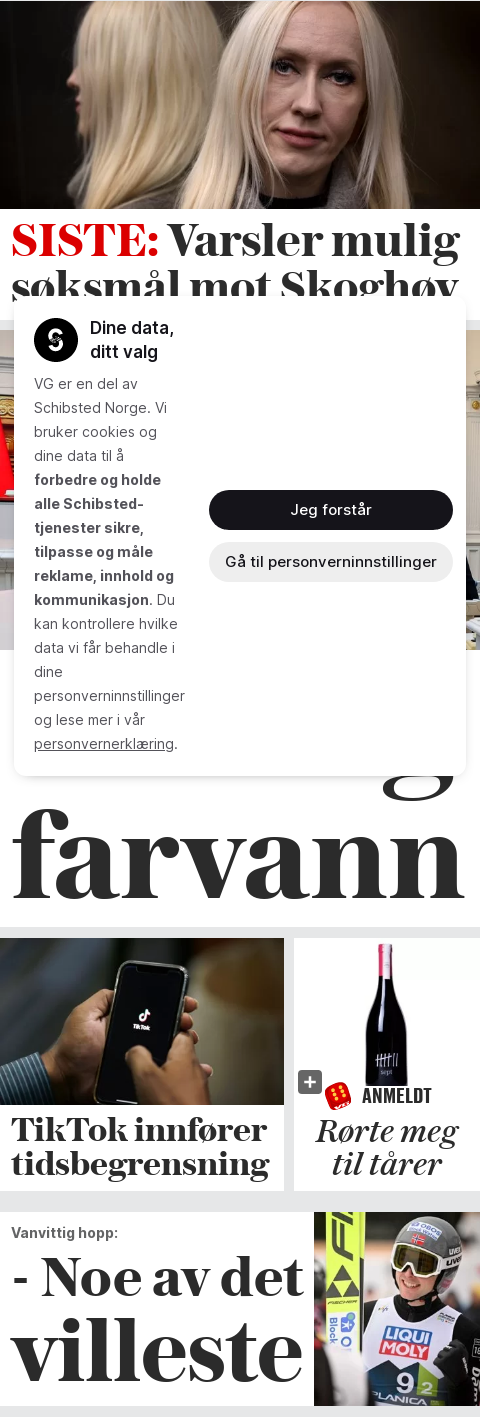 SISTE: Varsler mulig
søksmål mot Skoghøy
Dine data,
ditt valg
VG er en del av
Schibsted Norge. Vi
bruker cookies og
dine data til å
forbedre og holde
alle Schibsted-
tjenester sikre,
tilpasse og måle
reklame, innhold og
kommunikasjon. Du
kan kontrollere hvilke
data vi får behandle i
dine
personverninnstillinger
og lese mer i vår
personvernerklæring.
Jeg forstår
Gå til personverninnstillinger
farvann
TikTok
TikTok innfører
tidsbegrensning
sept
ANMELDT
Rørte meg
til tårer
Vanvittig hopp:
- Noe av det
villeste
FISCHER
UVEX
LIQUI
MOLY
9 2
PLANICA